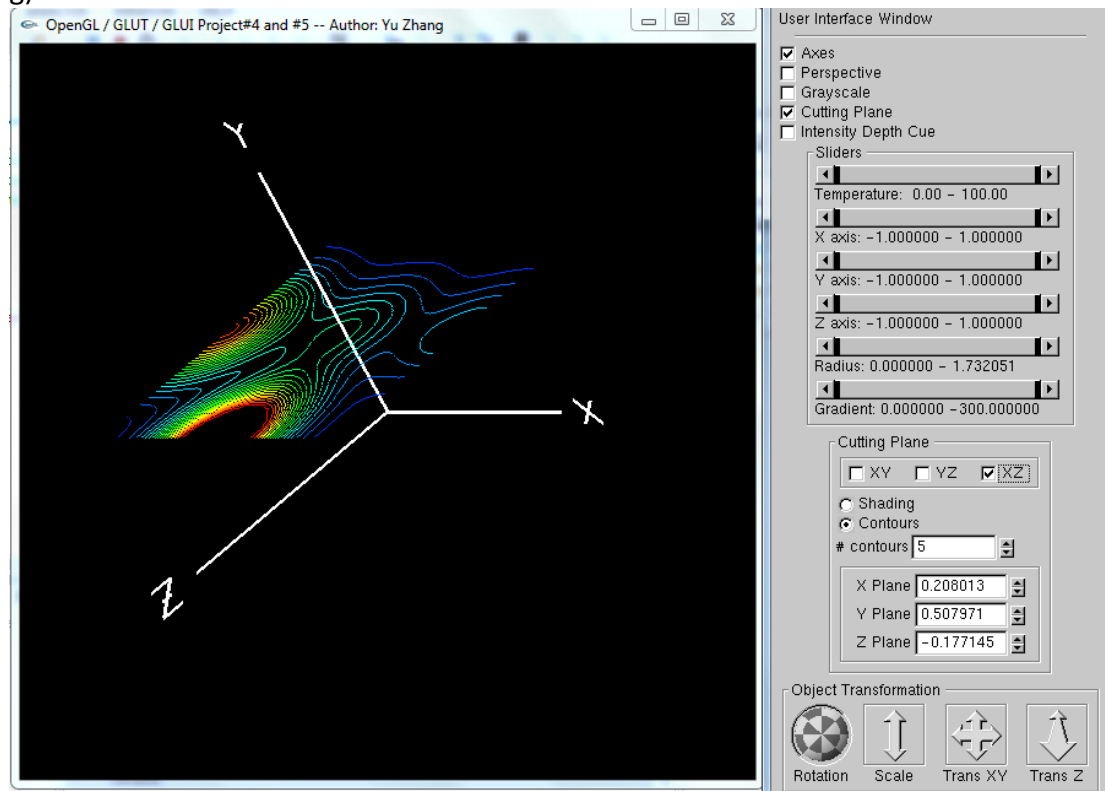 g)
OpenGL / GLUT / GLUI Project#4 and #5 -- Author: Yu Zhang
Y
X
Z
User Interface Window
Axes
Perspective
Grayscale
Cutting Plane
Intensity Depth Cue
Sliders
Temperature: 0.00 - 100.00
X axis: -1.000000 - 1.000000
Y axis: -1.000000 - 1.000000
Z axis: -1.000000 - 1.000000
Radius: 0.000000 - 1.732051
Gradient: 0.000000 -300.000000
Cutting Plane
XY YZ XZ
Shading
Contours
# contours 5
X Plane 0.208013
Y Plane 0.507971
Z Plane -0.177145
Object Transformation
Rotation Scale Trans XY Trans Z